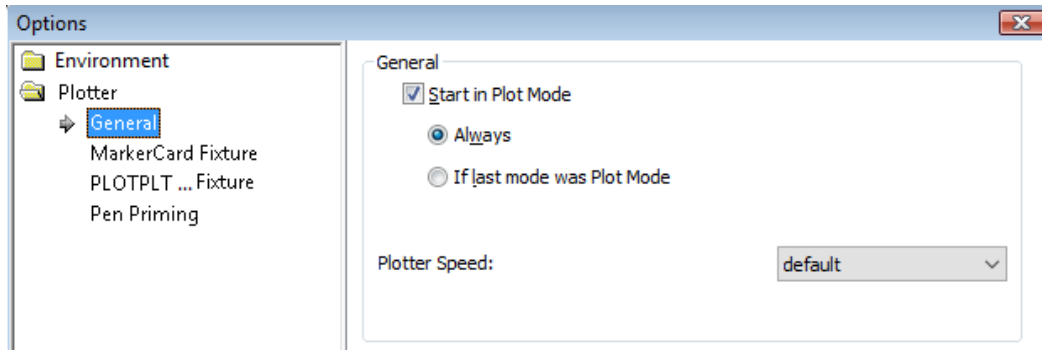 Options
Environment
Plotter
General
MarkerCard Fixture
PLOTPLT ... Fixture
Pen Priming
General
Start in Plot Mode
Always
If last mode was Plot Mode
Plotter Speed:
default